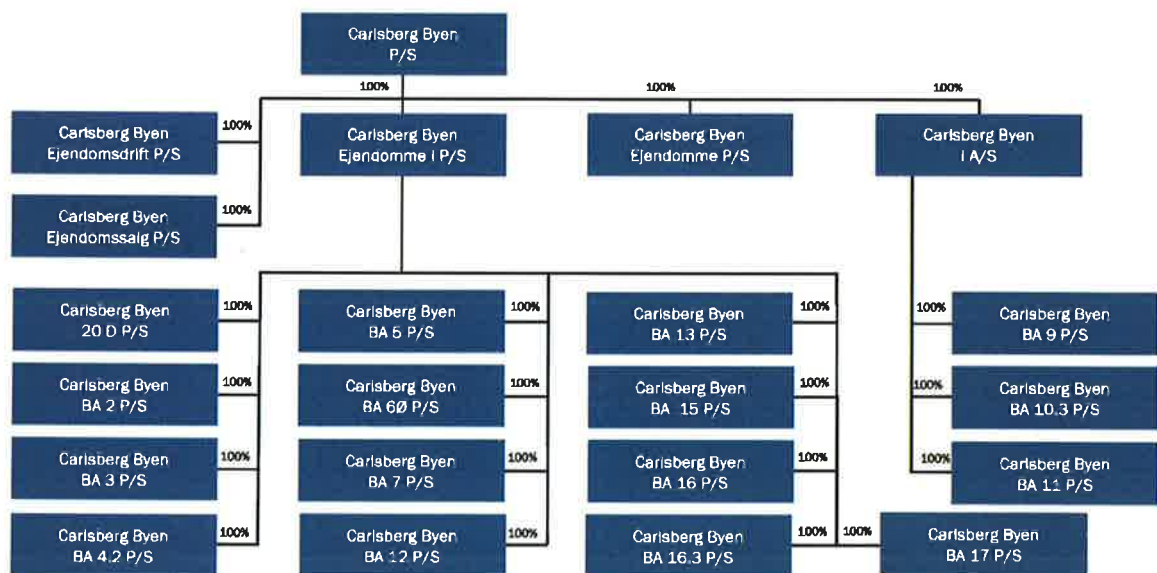 Carlsberg Byen
P/S
100%
100%
100%
Carlsberg Byen
Ejendomsdrift P/S
100%
Carlsberg Byen
Ejendomme I P/S
Carlsberg Byen
Ejendomme P/S
Carlsberg Byen
I A/S
Carlsberg Byen
Ejendomssalg P/S
100%
Carlsberg Byen
20 D P/S
100%
Carlsberg Byen
BA 5 P/S
100%
Carlsberg Byen
BA 13 P/S
100%
100%
Carlsberg Byen
BA 9 P/S
Carlsberg Byen
BA 2 P/S
100%
Carlsberg Byen
BA 6Ø P/S
100%
Carlsberg Byen
BA 15 P/S
100%
100%
Carlsberg Byen
BA 10.3 P/S
Carlsberg Byen
BA 3 P/S
100%
Carlsberg Byen
BA 7 P/S
100%
Carlsberg Byen
BA 16 P/S
100%
100%
Carlsberg Byen
BA 11 P/S
Carlsberg Byen
BA 4.2 P/S
100%
Carlsberg Byen
BA 12 P/S
100%
Carlsberg Byen
BA 16.3 P/S
100%
100%
Carlsberg Byen
BA 17 P/S